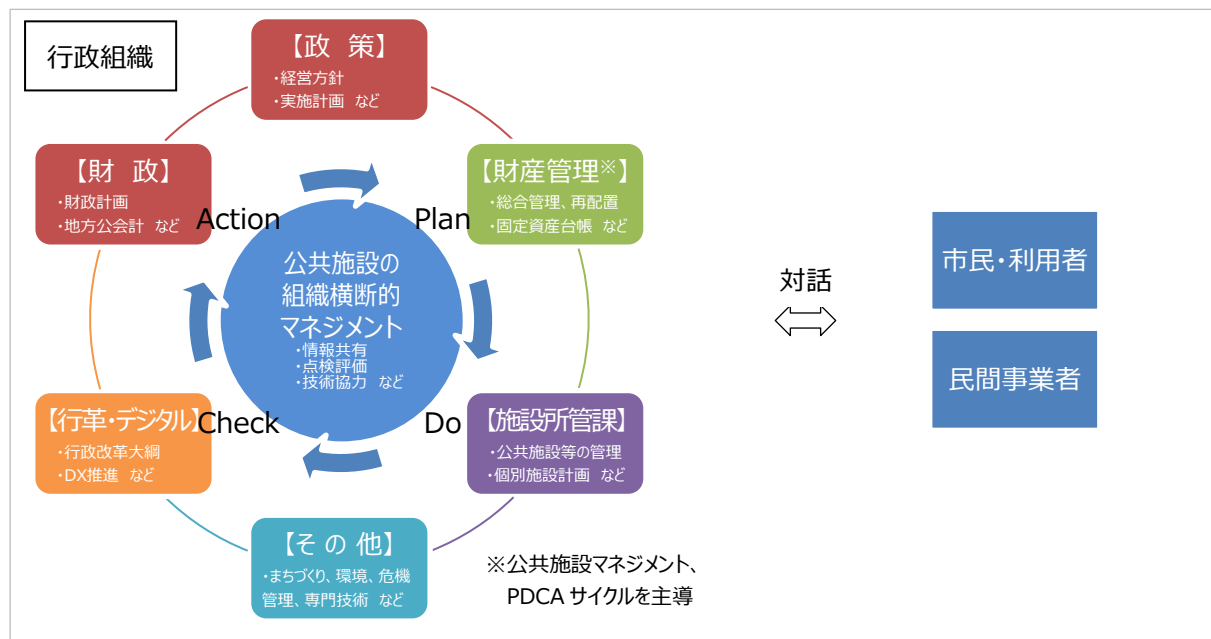 行政組織
【政　策】
・経営方針
・実施計画　など
【財　政】
・財政計画
・地方公会計　など
【財産管理※】
・総合管理、再配置
・固定資産台帳　など
Action
Plan
公共施設の
組織横断的
マネジメント
・情報共有
・点検評価
・技術協力　など
対話
市民・利用者
民間事業者
【行革・デジタル】
・行政改革大綱
・DX推進　など
Check
Do
【施設所管課】
・公共施設等の管理
・個別施設計画　など
【そ の 他】
・まちづくり、環境、危機
管理、専門技術　など
※公共施設マネジメント、
PDCA サイクルを主導